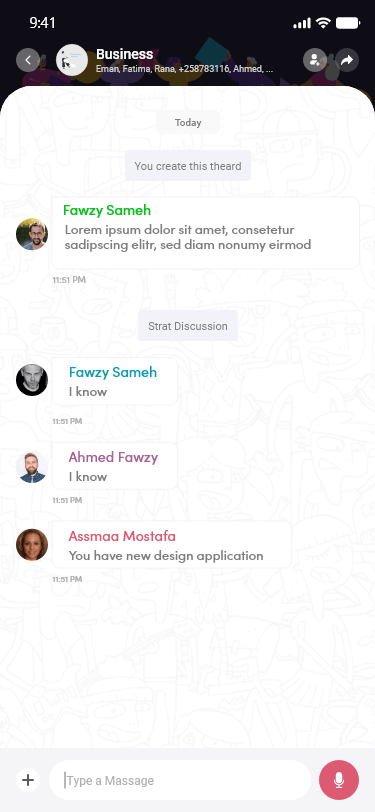 9:41
Business
Eman, Fatima, Rana, +258783116, Ahmed, ...
Today
You create this theard
Fawzy Sameh
Lorem ipsum dolor sit amet, consetetur
sadipscing elitr, sed diam nonumy eirmod
11:51 PM
Strat Discussion
Fawzy Sameh
I know
11:51 PM
Ahmed Fawzy
I know
11:51 PM
Assmaa Mostafa
You have new design application
11:51 PM
Type a Massage